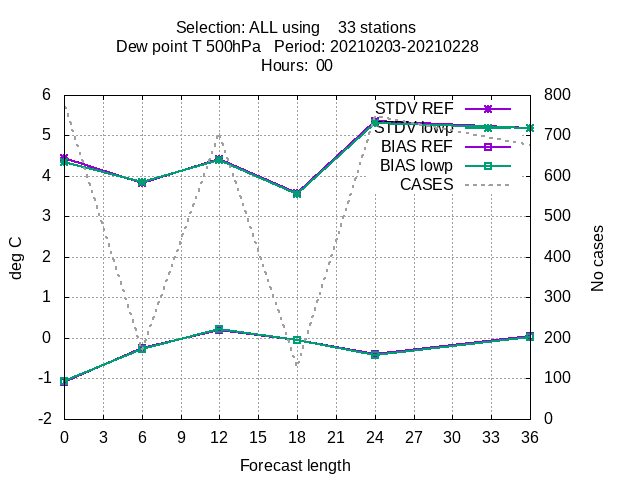 Selection: ALL using    33 stations
Dew point T 500hPa   Period: 20210203-20210228
Hours:  00
STDV REF
STDV lowp
BIAS REF
BIAS lowp
CASES
deg C
6
5
4
3
2
1
0
-1
-2
800
700
600
500
400
300
200
100
0
No cases
0 3 6 9 12 15 18 21 24 27 30 33 36
Forecast length